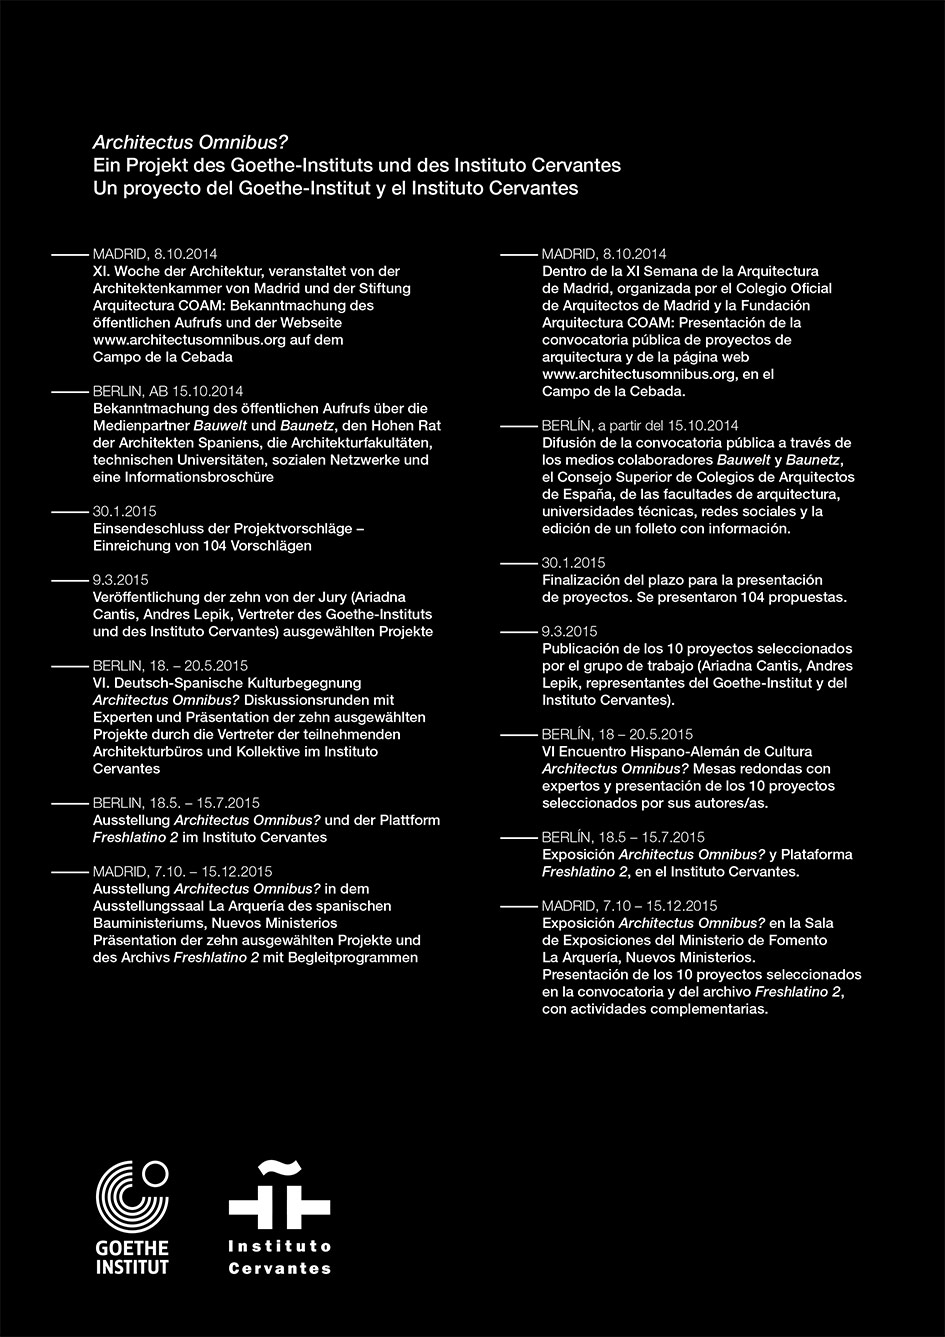 Architectus Omnibus?
Ein Projekt des Goethe-Instituts und des Instituto Cervantes
Un proyecto del Goethe-Institut y el Instituto Cervantes
MADRID, 8.10.2014
XI. Woche der Architektur, veranstaltet von der
Architektenkammer von Madrid und der Stiftung
Arquitectura COAM: Bekanntmachung des
öffentlichen Aufrufs und der Webseite
www.architectusomnibus.org auf dem
Campo de la Cebada
BERLIN, AB 15.10.2014
Bekanntmachung des öffentlichen Aufrufs über die
Medienpartner Bauwelt und Baunetz, den Hohen Rat
der Architekten Spaniens, die Architekturfakultäten,
technischen Universitäten, sozialen Netzwerke und
eine Informationsbroschüre
30.1.2015
Einsendeschluss der Projektvorschläge –
Einreichung von 104 Vorschlägen
9.3.2015
Veröffentlichung der zehn von der Jury (Ariadna
Cantis, Andres Lepik, Vertreter des Goethe-Instituts
und des Instituto Cervantes) ausgewählten Projekte
BERLIN, 18. – 20.5.2015
VI. Deutsch-Spanische Kulturbegegnung
Architectus Omnibus? Diskussionsrunden mit
Experten und Präsentation der zehn ausgewählten
Projekte durch die Vertreter der teilnehmenden
Architekturbüros und Kollektive im Instituto
Cervantes
BERLIN, 18.5. – 15.7.2015
Ausstellung Architectus Omnibus? und der Plattform
Freshlatino 2 im Instituto Cervantes
MADRID, 7.10. – 15.12.2015
Ausstellung Architectus Omnibus? in dem
Ausstellungssaal La Arquería des spanischen
Bauministeriums, Nuevos Ministerios
Präsentation der zehn ausgewählten Projekte und
des Archivs Freshlatino 2 mit Begleitprogrammen
MADRID, 8.10.2014
Dentro de la XI Semana de la Arquitectura
de Madrid, organizada por el Colegio Oficial
de Arquitectos de Madrid y la Fundación
Arquitectura COAM: Presentación de la
convocatoria pública de proyectos de
arquitectura y de la página web
www.architectusomnibus.org, en el
Campo de la Cebada.
BERLÍN, a partir del 15.10.2014
Difusión de la convocatoria pública a través de
los medios colaboradores Bauwelt y Baunetz,
el Consejo Superior de Colegios de Arquitectos
de España, de las facultades de arquitectura,
universidades técnicas, redes sociales y la
edición de un folleto con información.
30.1.2015
Finalización del plazo para la presentación
de proyectos. Se presentaron 104 propuestas.
9.3.2015
Publicación de los 10 proyectos seleccionados
por el grupo de trabajo (Ariadna Cantis, Andres
Lepik, representantes del Goethe-Institut y del
Instituto Cervantes).
BERLÍN, 18 – 20.5.2015
VI Encuentro Hispano-Alemán de Cultura
Architectus Omnibus? Mesas redondas con
expertos y presentación de los 10 proyectos
seleccionados por sus autores/as.
BERLÍN, 18.5 – 15.7.2015
Exposición Architectus Omnibus? y Plataforma
Freshlatino 2, en el Instituto Cervantes.
MADRID, 7.10 – 15.12.2015
Exposición Architectus Omnibus? en la Sala
de Exposiciones del Ministerio de Fomento
La Arquería, Nuevos Ministerios.
Presentación de los 10 proyectos seleccionados
en la convocatoria y del archivo Freshlatino 2,
con actividades complementarias.
GOETHE
INSTITUT
Instituto
Cervantes